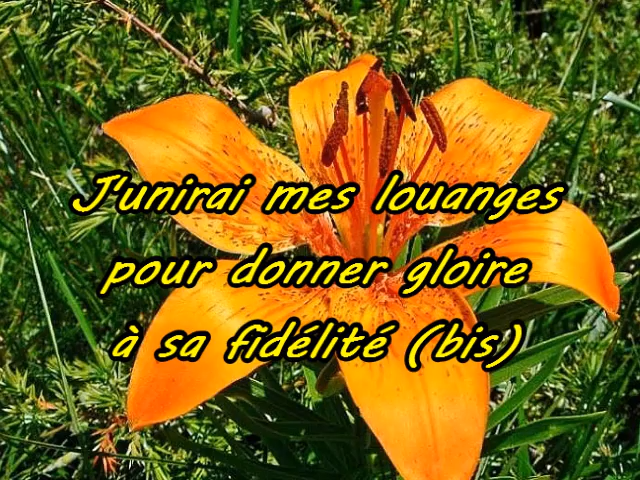 J'unirai mes louanges
pour donner gloire
à sa fidélité (bis)